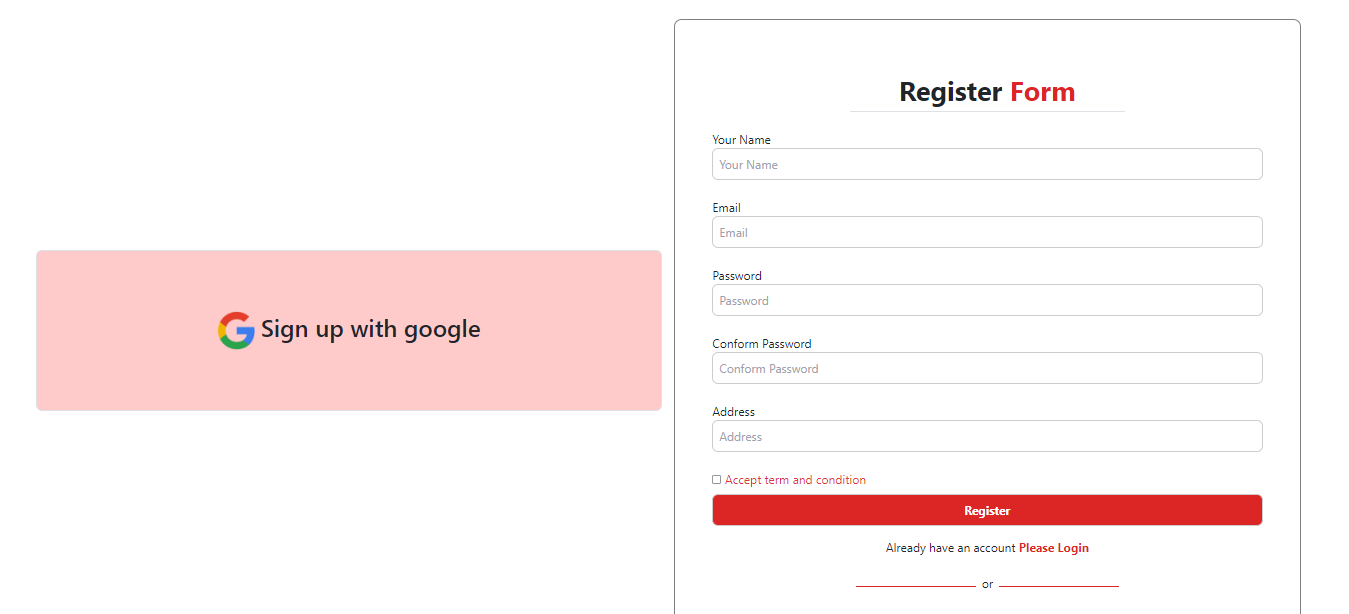 Sign up with google
Register Form
Your Name
Your Name
Email
Email
Password
Password
Conform Password
Conform Password
Address
Address
Accept term and condition
Register
Already have an account Please Login
or